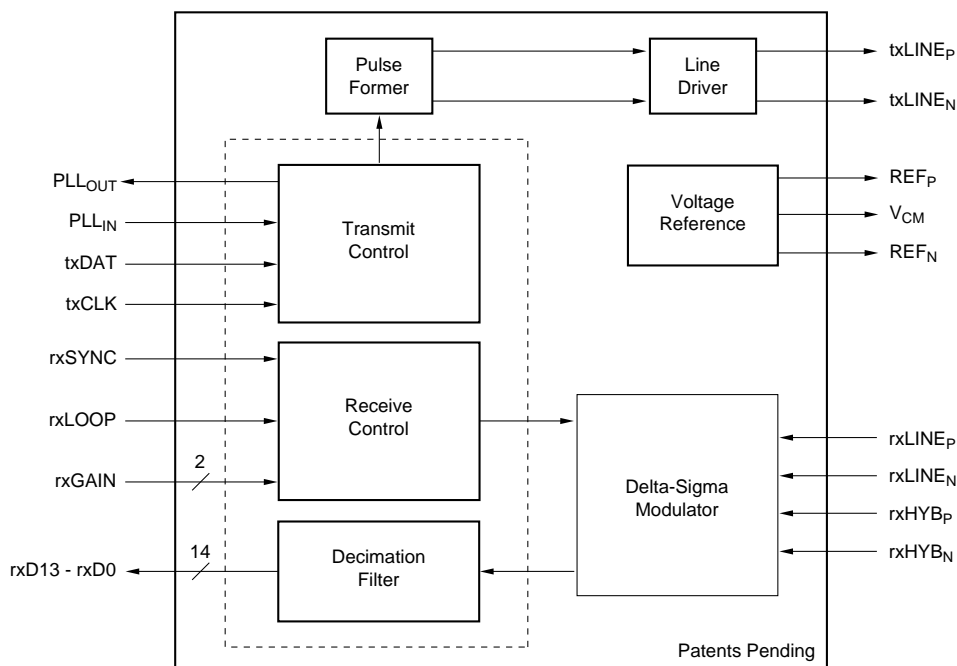 Pulse
Former
Line
Driver
txLINEP
txLINEN
PLLOUT
PLLIN
txDAT
txCLK
Transmit
Control
Voltage
Reference
REFP
VCM
REFN
rxSYNC
rxLOOP
rxGAIN
2
Receive
Control
Delta-Sigma
Modulator
rxLINEP
rxLINEN
rxHYBP
rxHYBN
rxD13 - rxD0
14
Decimation
Filter
Patents Pending